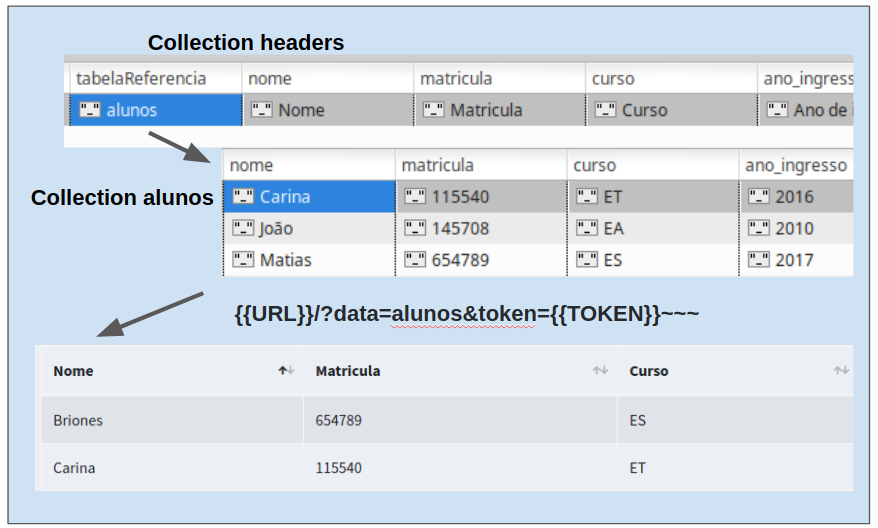 Collection headers
tabelaReferencia nome matricula curso ano_ingress
"_" alunos "_" Nome "_" Matricula "_" Curso "_" Ano de i
nome matricula curso ano_ingresso
Collection alunos
"_" Carina "_" 115540 "_" ET "_" 2016
"_" João "_" 145708 "_" EA "_" 2010
"_" Matias "_" 654789 "_" ES "_" 2017
{{URL}}/?data=alunos&token={{TOKEN}}~~~
Nome Matricula Curso
Briones 654789 ES
Carina 115540 ET